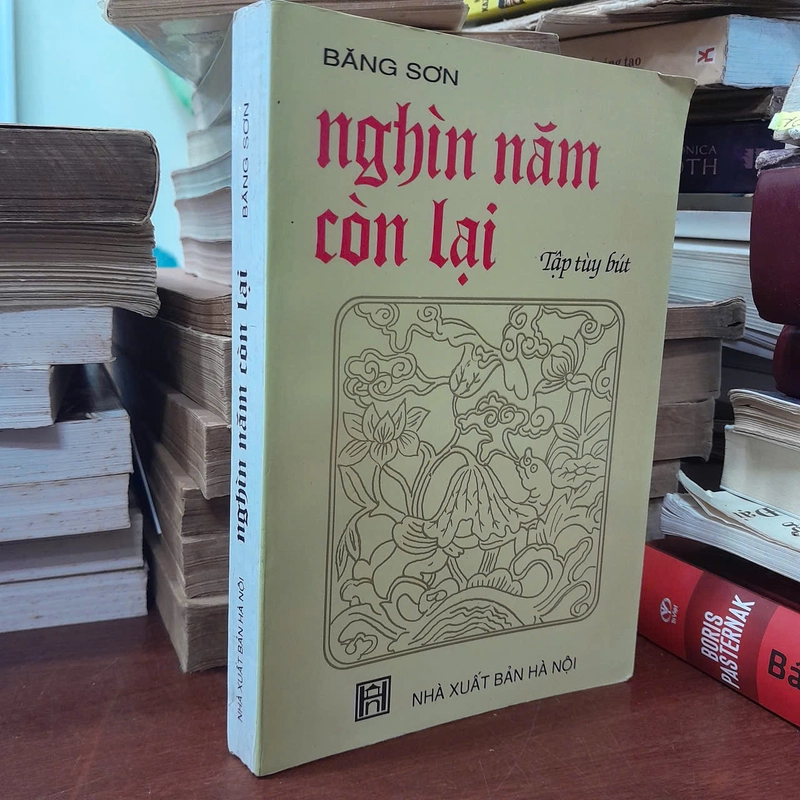 BĂNG SƠN
nghìn năm
còn lại
Tập tùy bút
NHÀ XUẤT BẢN HÀ NỘI
BĂNG SƠN
nghìn năm còn lại
NHÀ XUẤT BẢN HÀ NỘI
BORIS
PASTERNAK